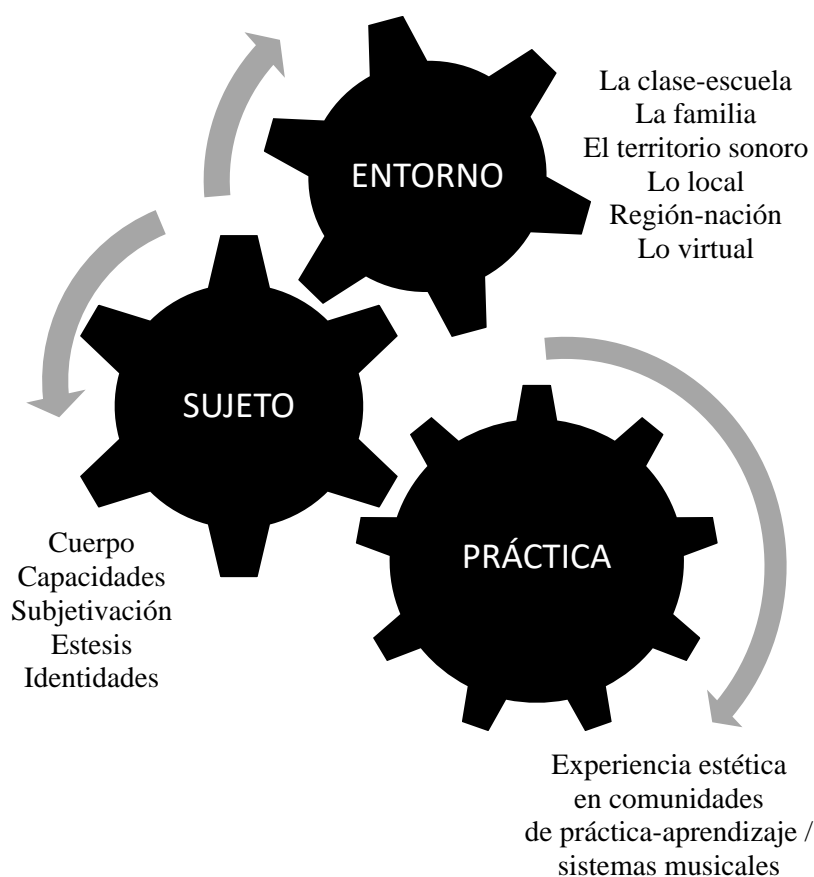 ENTORNO
La clase-escuela
La familia
El territorio sonoro
Lo local
Región-nación
Lo virtual
SUJETO
Cuerpo
Capacidades
Subjetivación
Estesis
Identidades
PRÁCTICA
Experiencia estética
en comunidades
de práctica-aprendizaje /
sistemas musicales